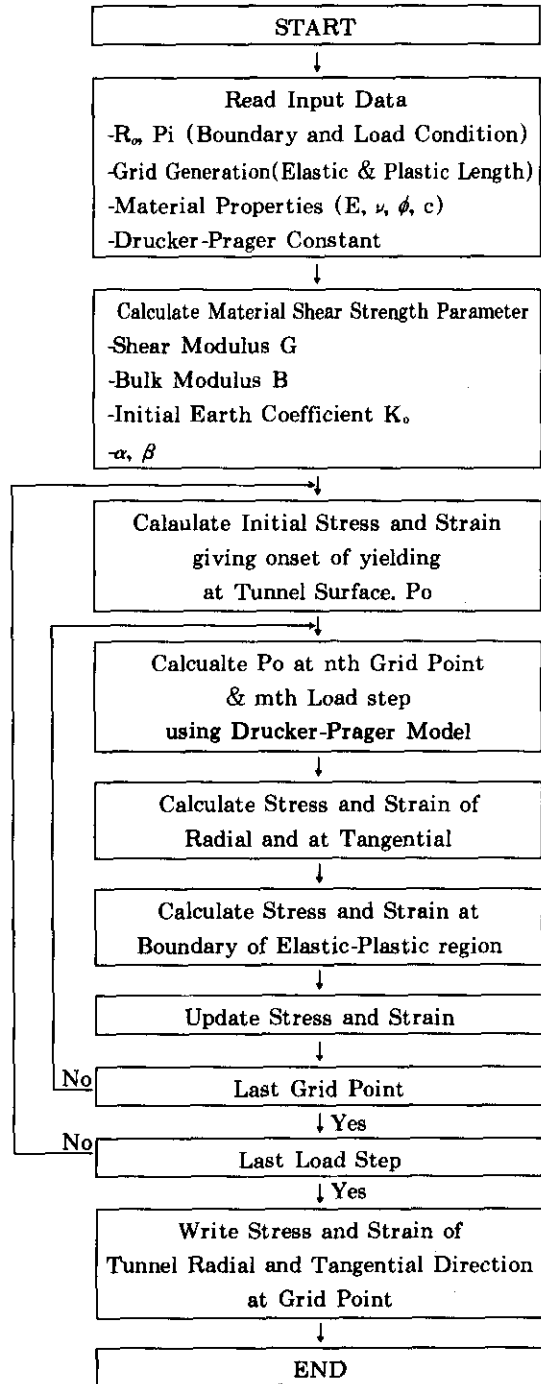 START
Read Input Data
-Rₒ, Pi (Boundary and Load Condition)
-Grid Generation(Elastic & Plastic Length)
-Material Properties (E, ν, ϕ, c)
-Drucker-Prager Constant
Calculate Material Shear Strength Parameter
-Shear Modulus G
-Bulk Modulus B
-Initial Earth Coefficient Kₒ
-α, β
Calaulate Initial Stress and Strain
giving onset of yielding
at Tunnel Surface. Po
Calcualte Po at nth Grid Point
& mth Load step
using Drucker-Prager Model
Calculate Stress and Strain of
Radial and at Tangential
Calculate Stress and Strain at
Boundary of Elastic-Plastic region
Update Stress and Strain
No
Last Grid Point
Yes
No
Last Load Step
Yes
Write Stress and Strain of
Tunnel Radial and Tangential Direction
at Grid Point
END